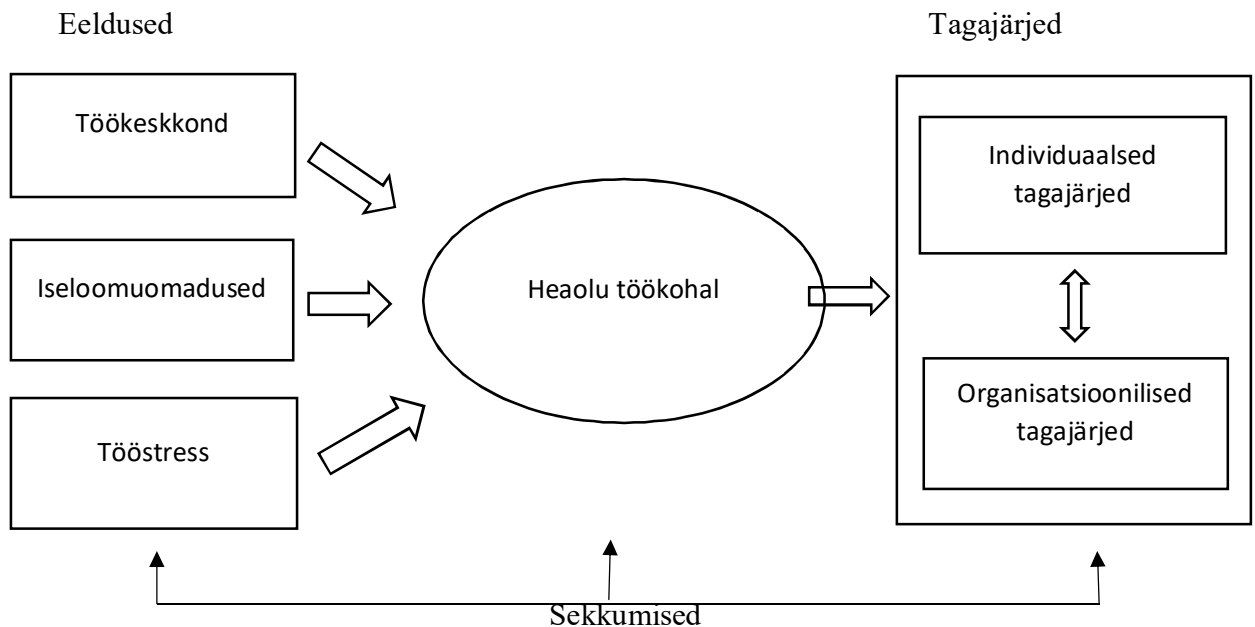 Eeldused
Tagajärjed
Töökeskkond
Iseloomuomadused
Tööstress
Heaolu töökohal
Individuaalsed
tagajärjed
Organisatsioonilised
tagajärjed
Sekkumised